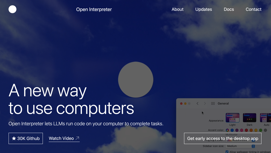 Open Interpreter
About
Updates
Docs
Contact
A new way
to use computers
Open Interpreter lets LLMs run code on your computer to complete tasks.
30K Github
Watch Video
Get early access to the desktop app